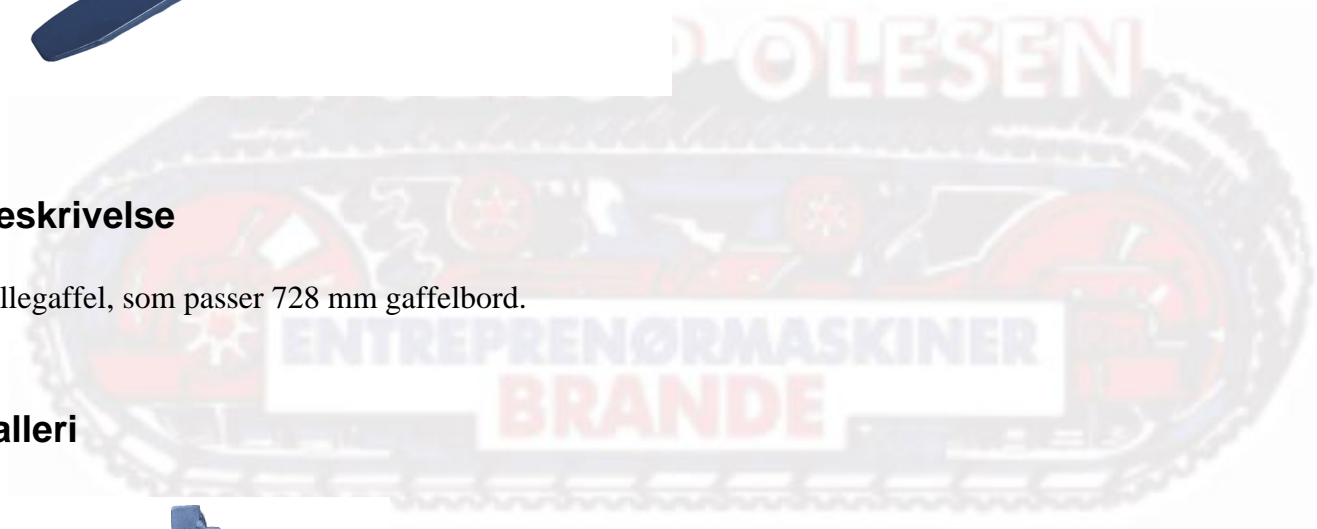 P OLESEN
eskrivelse
llegaffel, som passer 728 mm gaffelbord.
ENTREPRENØRMASKINER
BRANDE
alleri